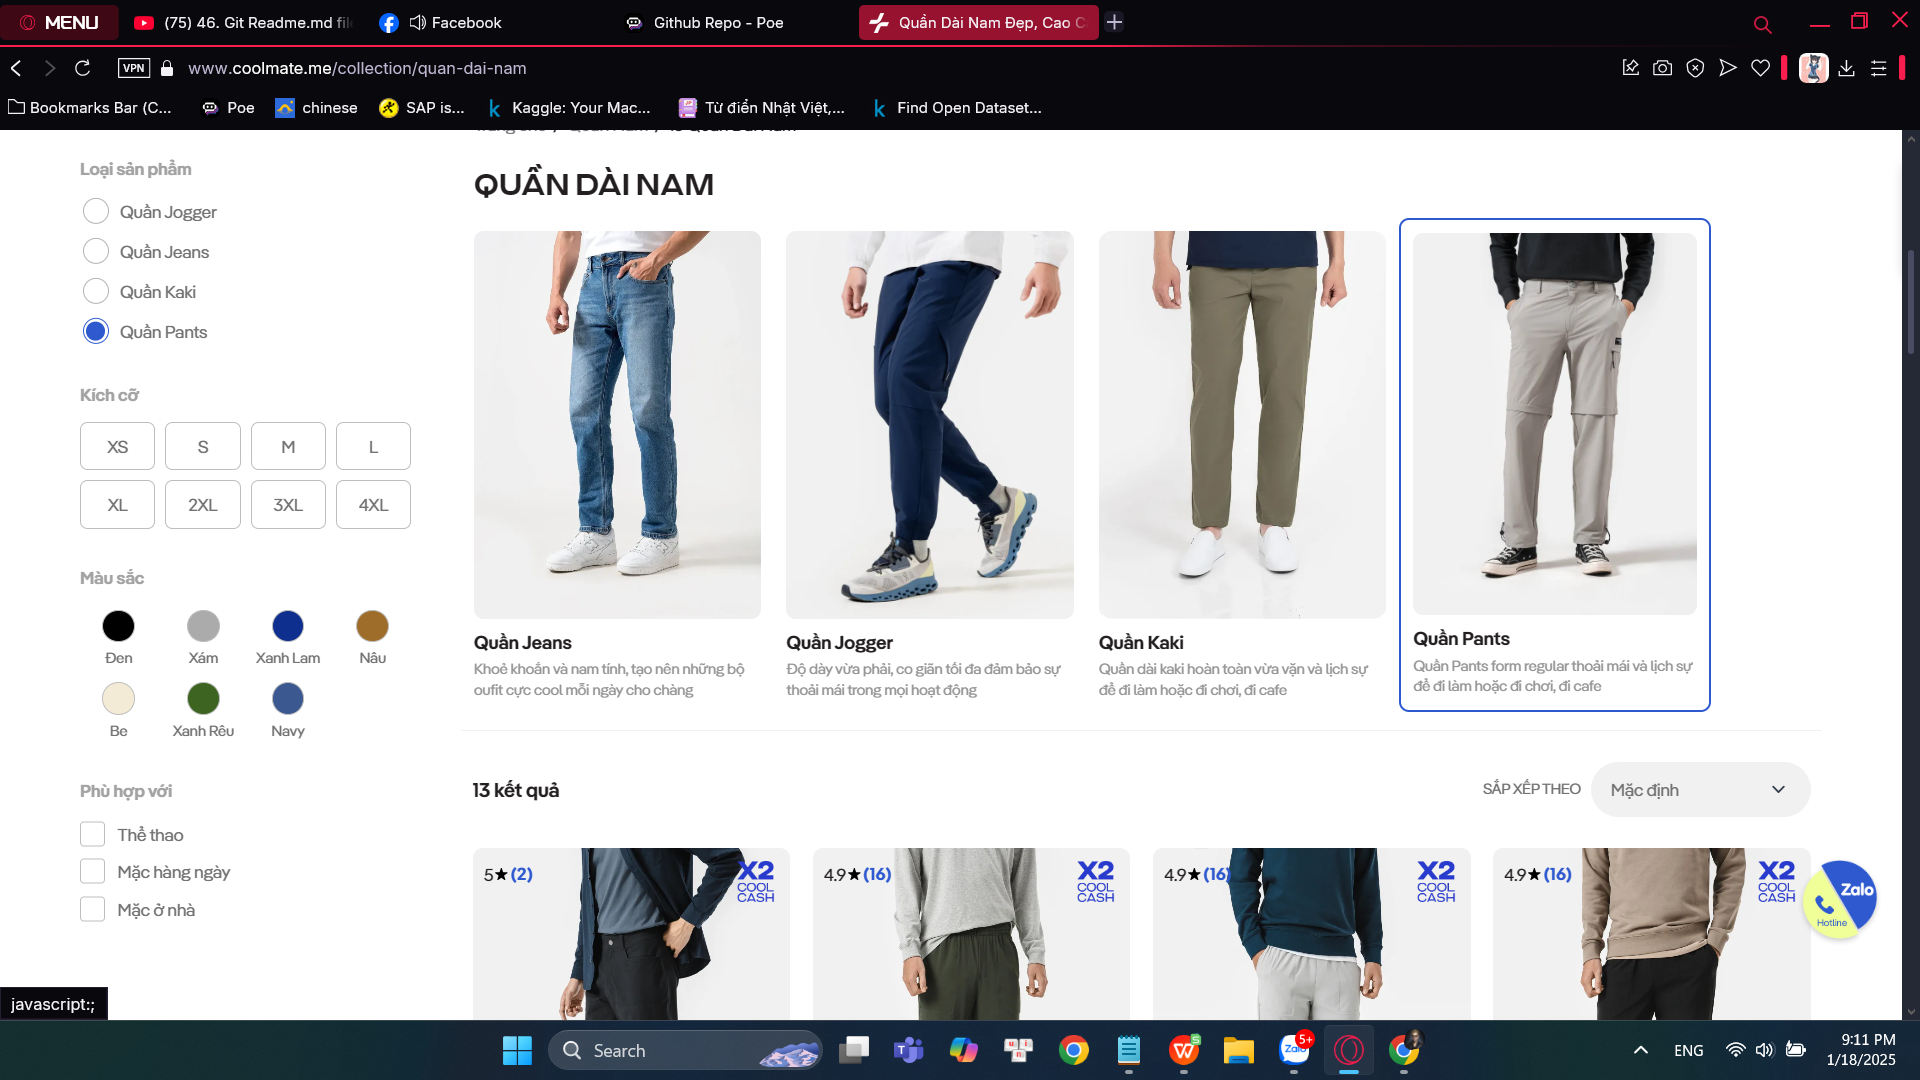 MENU
(75) 46. Git Readme.md fil
Facebook
Github Repo - Poe
Quần Dài Nam Đẹp, Cao C
VPN
www.coolmate.me/collection/quan-dai-nam
Bookmarks Bar (C...
Poe
chinese
SAP is...
Kaggle: Your Mac...
Từ điển Nhật Việt,...
Find Open Dataset...
Loại sản phẩm
Quần Jogger
Quần Jeans
Quần Kaki
Quần Pants
Kích cỡ
XS
S
M
L
XL
2XL
3XL
4XL
Màu sắc
Đen
Xám
Xanh Lam
Nâu
Be
Xanh Rêu
Navy
Phù hợp với
Thể thao
Mặc hàng ngày
Mặc ở nhà
QUẦN DÀI NAM
Quần Jeans
Khoẻ khoắn và nam tính, tạo nên những bộ
oufit cực cool mỗi ngày cho chàng
Quần Jogger
Độ dày vừa phải, co giãn tối đa đảm bảo sự
thoải mái trong mọi hoạt động
Quần Kaki
Quần dài kaki hoàn toàn vừa vặn và lịch sự
để đi làm hoặc đi chơi, đi cafe
Quần Pants
Quần Pants form regular thoải mái và lịch sự
để đi làm hoặc đi chơi, đi cafe
13 kết quả
SẮP XẾP THEO
Mặc định
5★ (2)
X2
COOL
CASH
4.9★ (16)
X2
COOL
CASH
4.9★ (16)
X2
COOL
CASH
4.9★ (16)
X2
COOL
CASH
Zalo
Hotline
javascript:;
Search
Zalo
5+
ENG
9:11 PM
1/18/2025